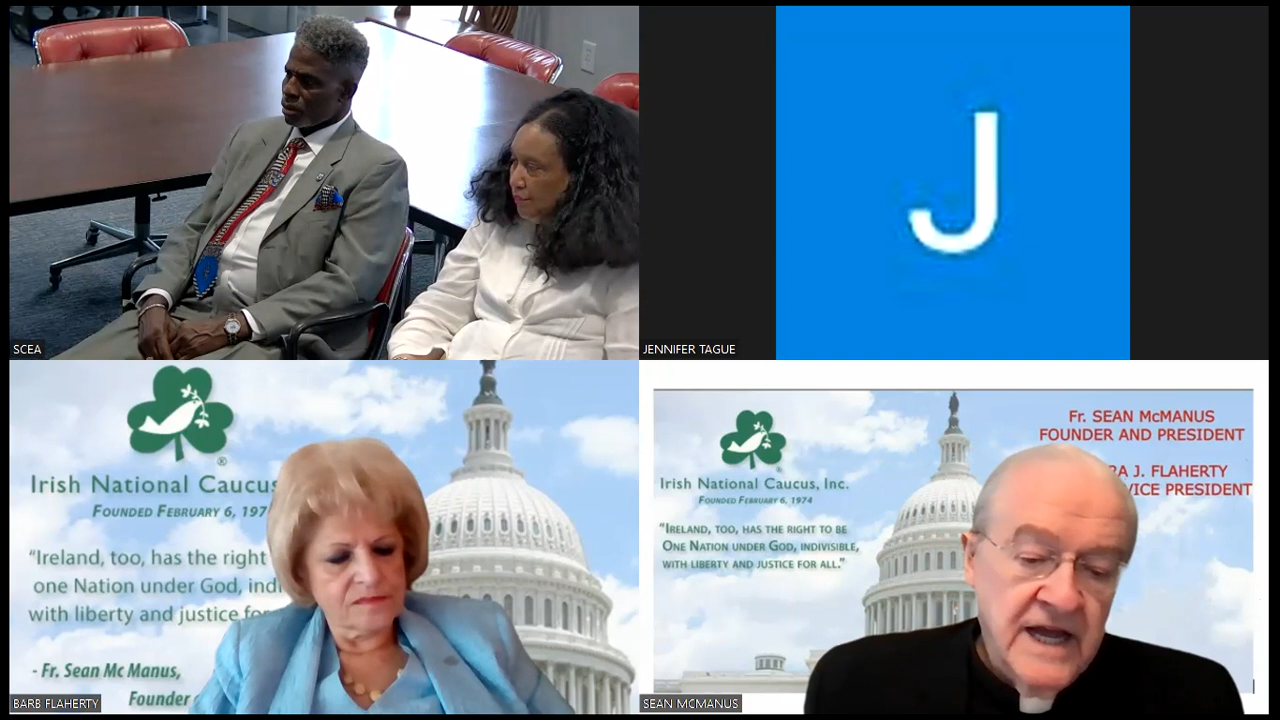 SCEA
J
JENNIFER TAGUE
®
Irish National Caucus
FOUNDED FEBRUARY 6, 197
“Ireland, too, has the right
one Nation under God, ind
with liberty and justice for
- Fr. Sean Mc Manus,
Founder
BARB FLAHERTY
Fr. SEAN McMANUS
FOUNDER AND PRESIDENT
RA J. FLAHERTY
VICE PRESIDENT
Irish National Caucus, Inc.
FOUNDED FEBRUARY 6, 1974
“IRELAND, TOO, HAS THE RIGHT TO BE
ONE NATION UNDER GOD, INDIVISIBLE,
WITH LIBERTY AND JUSTICE FOR ALL.”
SEAN MCMANUS